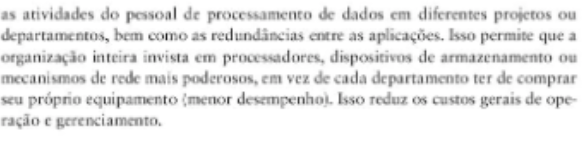 as atividades do pessoal de processamento de dados em diferentes projetos ou
departamentos, bem como as redundâncias entre as aplicações. Isso permite que a
organização inteira invista em processadores, dispositivos de armazenamento ou
mecanismos de rede mais poderosos, em vez de cada departamento ter de comprar
seu próprio equipamento (menor desempenho). Isso reduz os custos gerais de ope-
ração e gerenciamento.